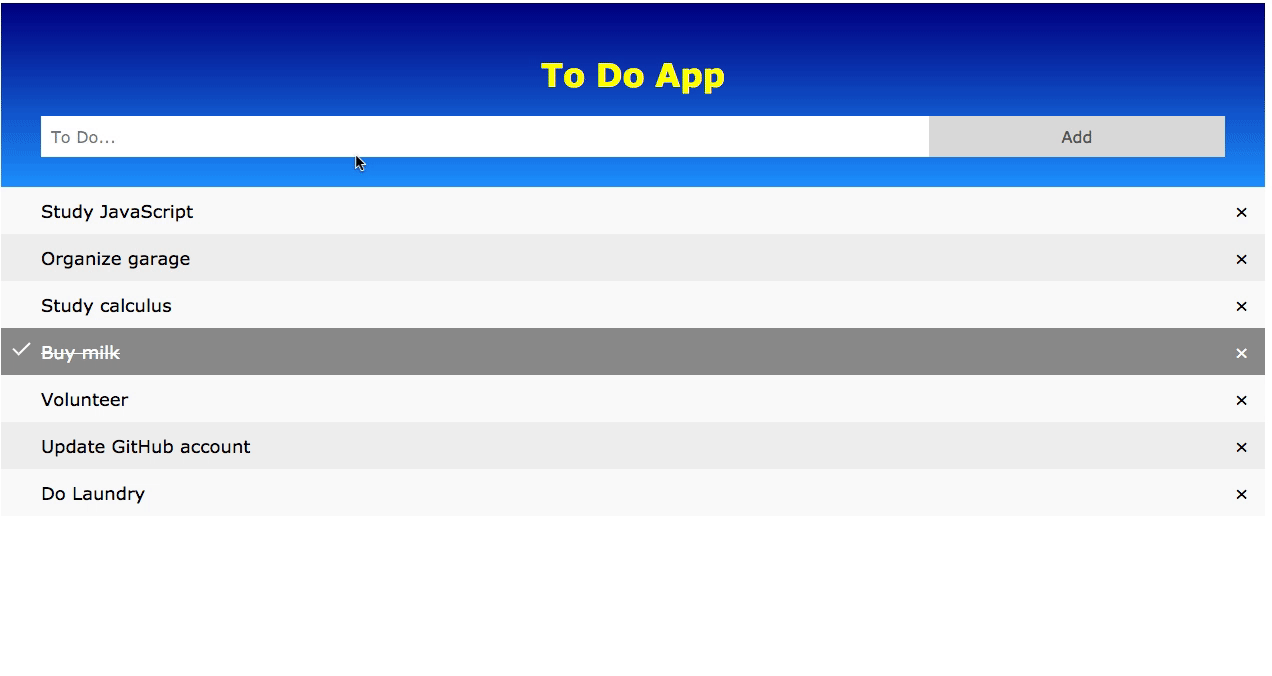 To Do App
To Do...
Add
Study JavaScript ×
Organize garage ×
Study calculus ×
Buy milk ×
Volunteer ×
Update GitHub account ×
Do Laundry ×